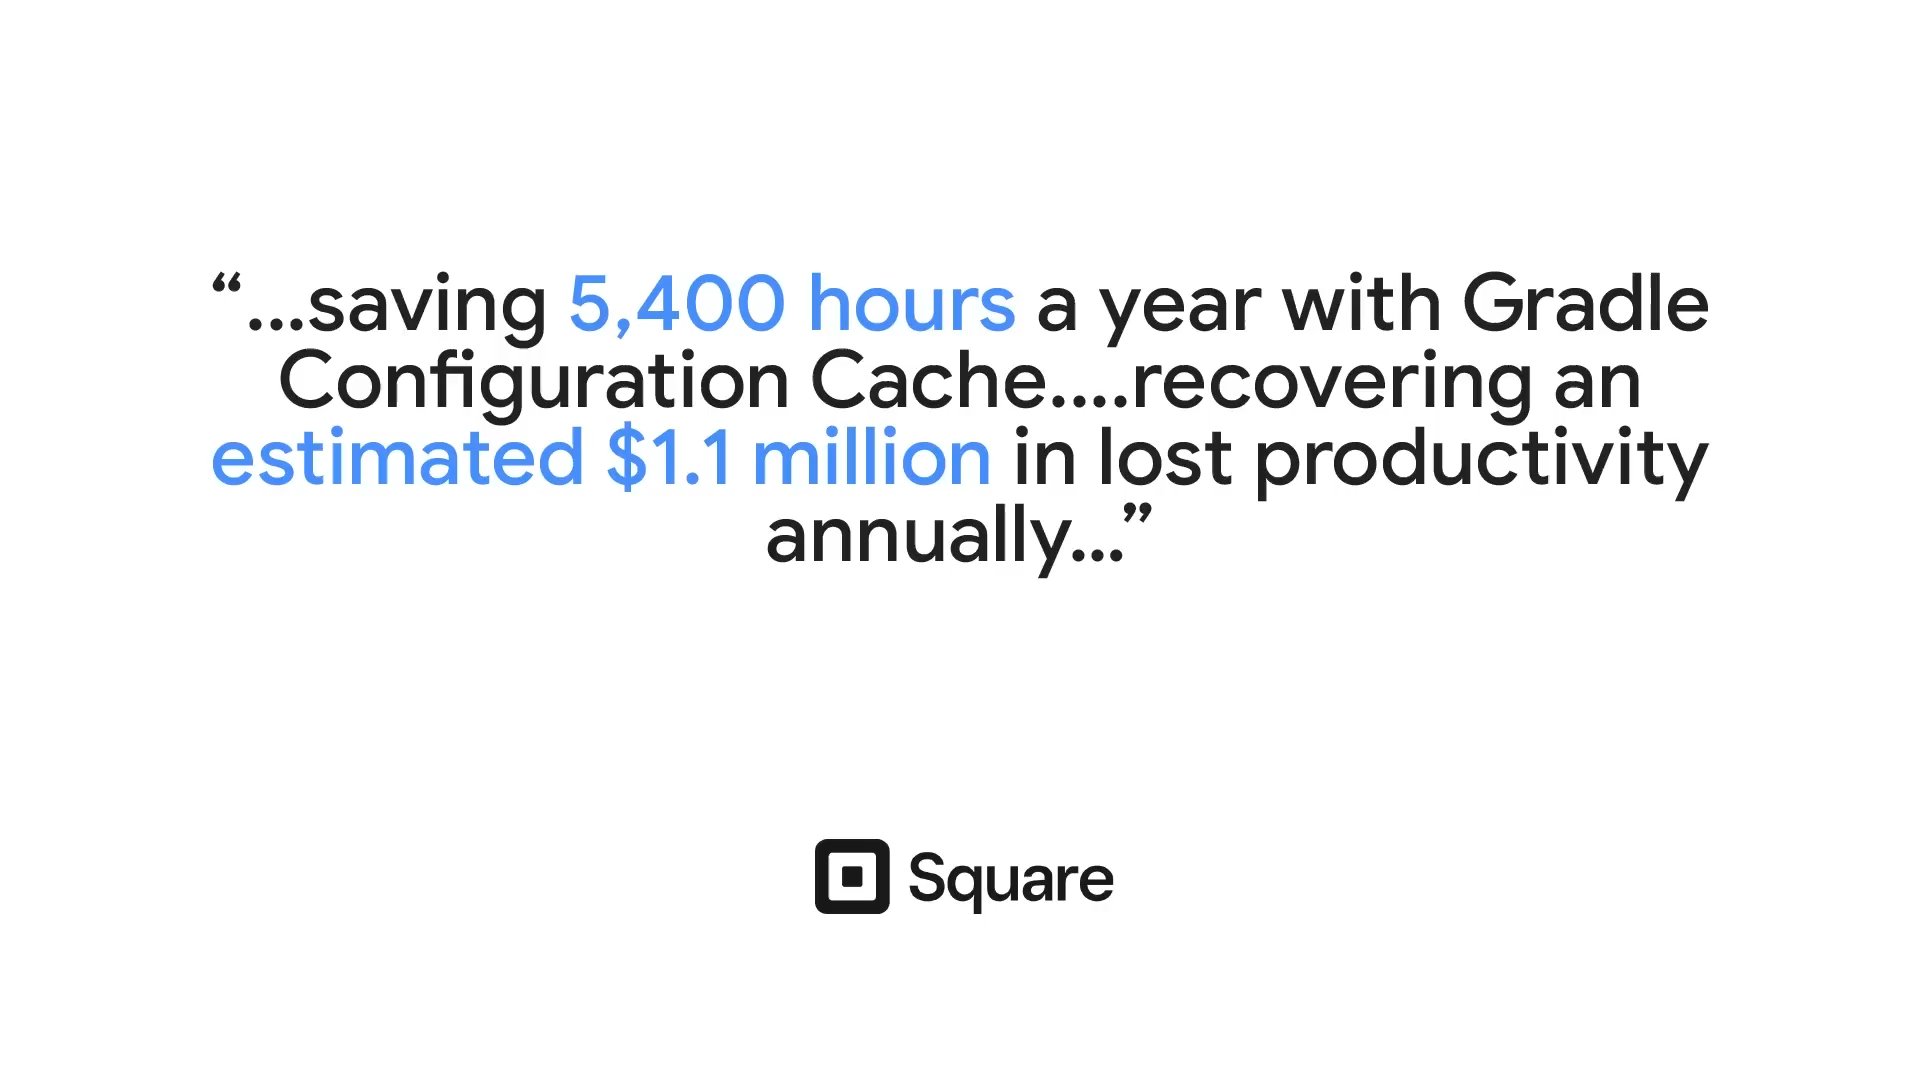 “...saving 5,400 hours a year with Gradle
Configuration Cache....recovering an
estimated $1.1 million in lost productivity
annually...”
Square